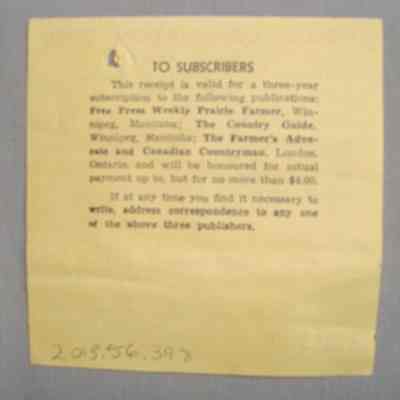 TO SUBSCRIBERS
This receipt is valid for a three-year
subscription to the following publications:
Free Press Weekly Prairie Farmer, Win-
nipeg, Manitoba; The Country Guide,
Winnipeg, Manitoba; The Farmer's Advo-
cate and Canadian Countryman, London,
Ontario, and will be honoured for actual
payment up to, but for no more than $4.00.
If at any time you find it necessary to
write, address correspondence to any one
of the above three publishers.
2015.56.398